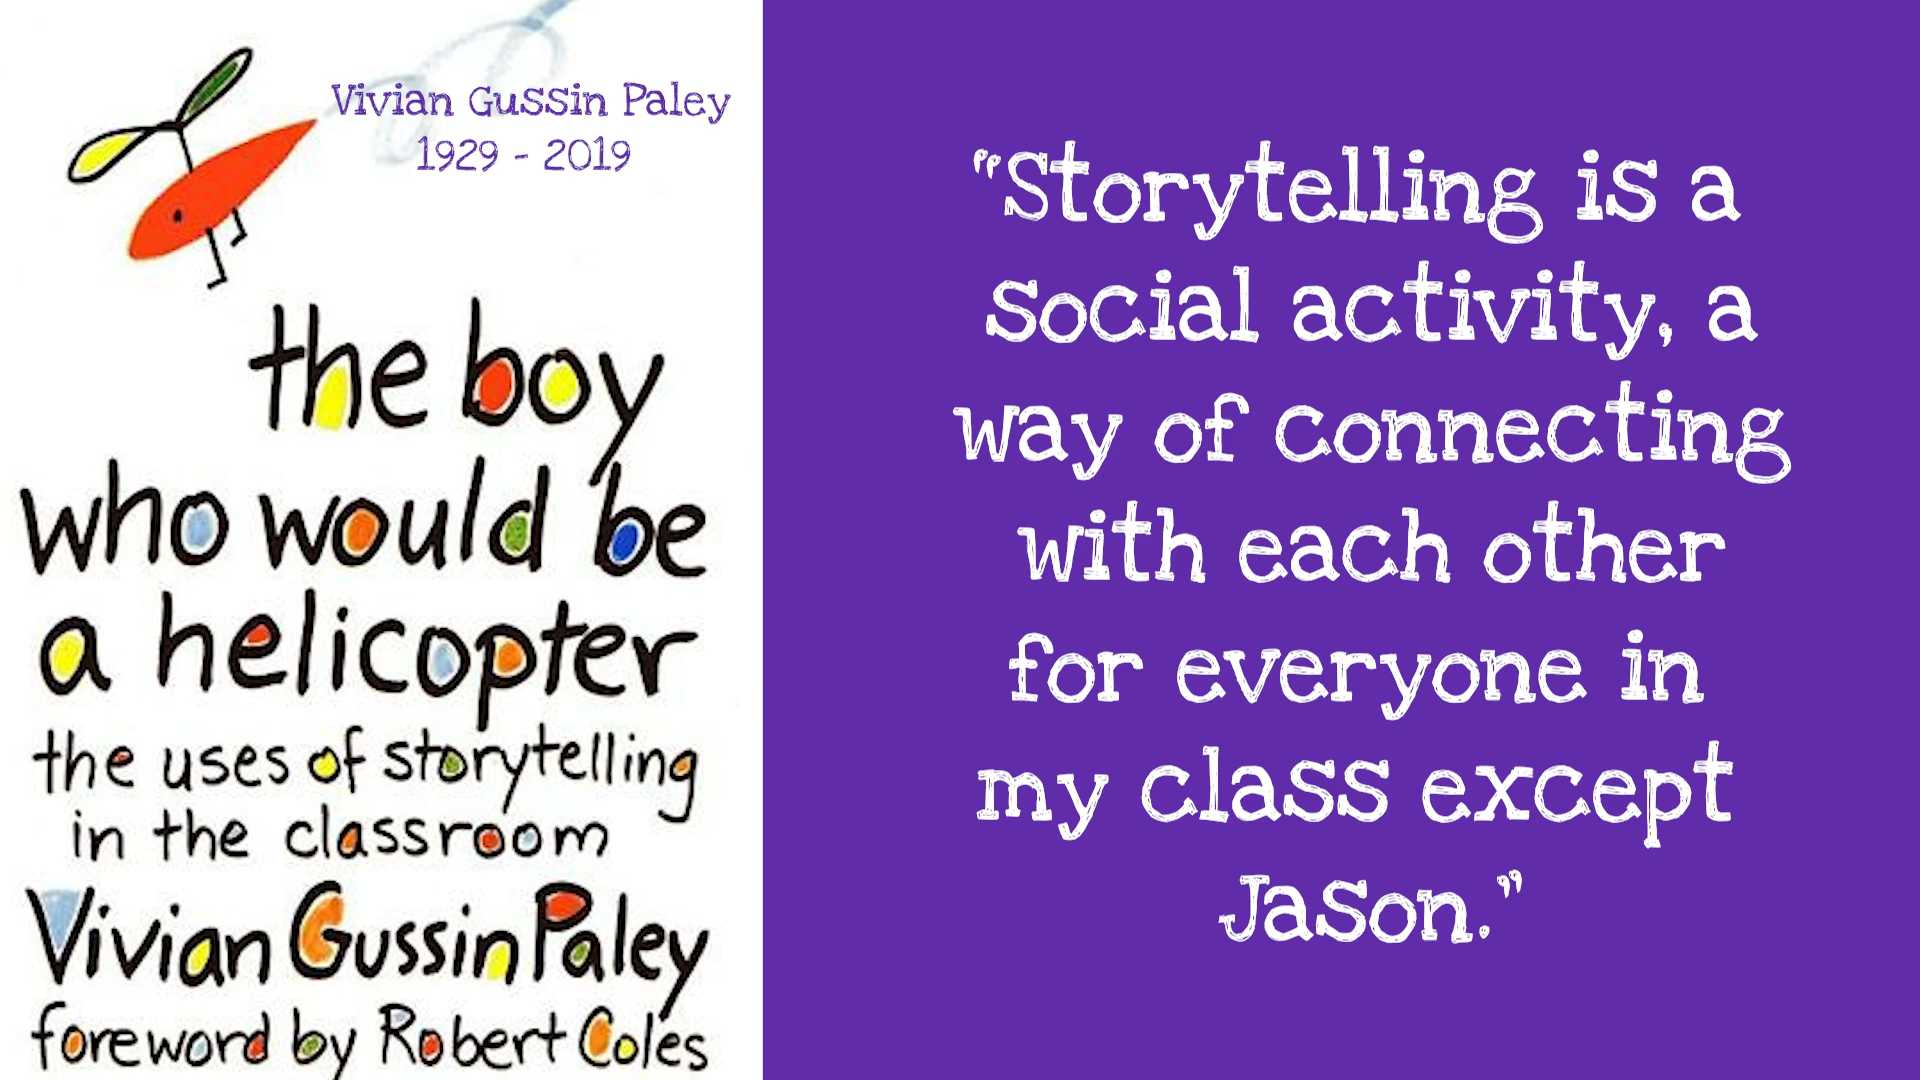 Vivian Gussin Paley
1929 - 2019
the boy
who would be
a helicopter
the uses of storytelling
in the classroom
Vivian Gussin Paley
foreword by Robert Coles
"Storytelling is a
social activity, a
way of connecting
with each other
for everyone in
my class except
Jason."